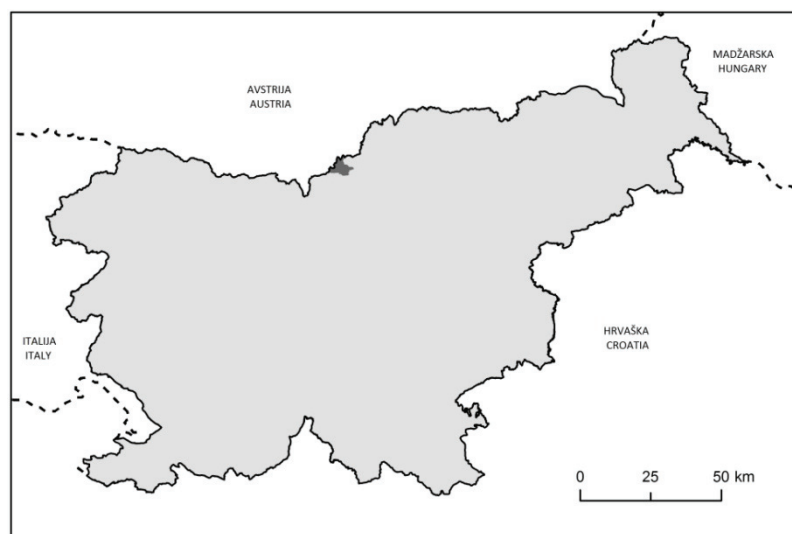 MADŽARSKA
HUNGARY
AVSTRIJA
AUSTRIA
HRVAŠKA
CROATIA
ITALIJA
ITALY
0 25 50 km